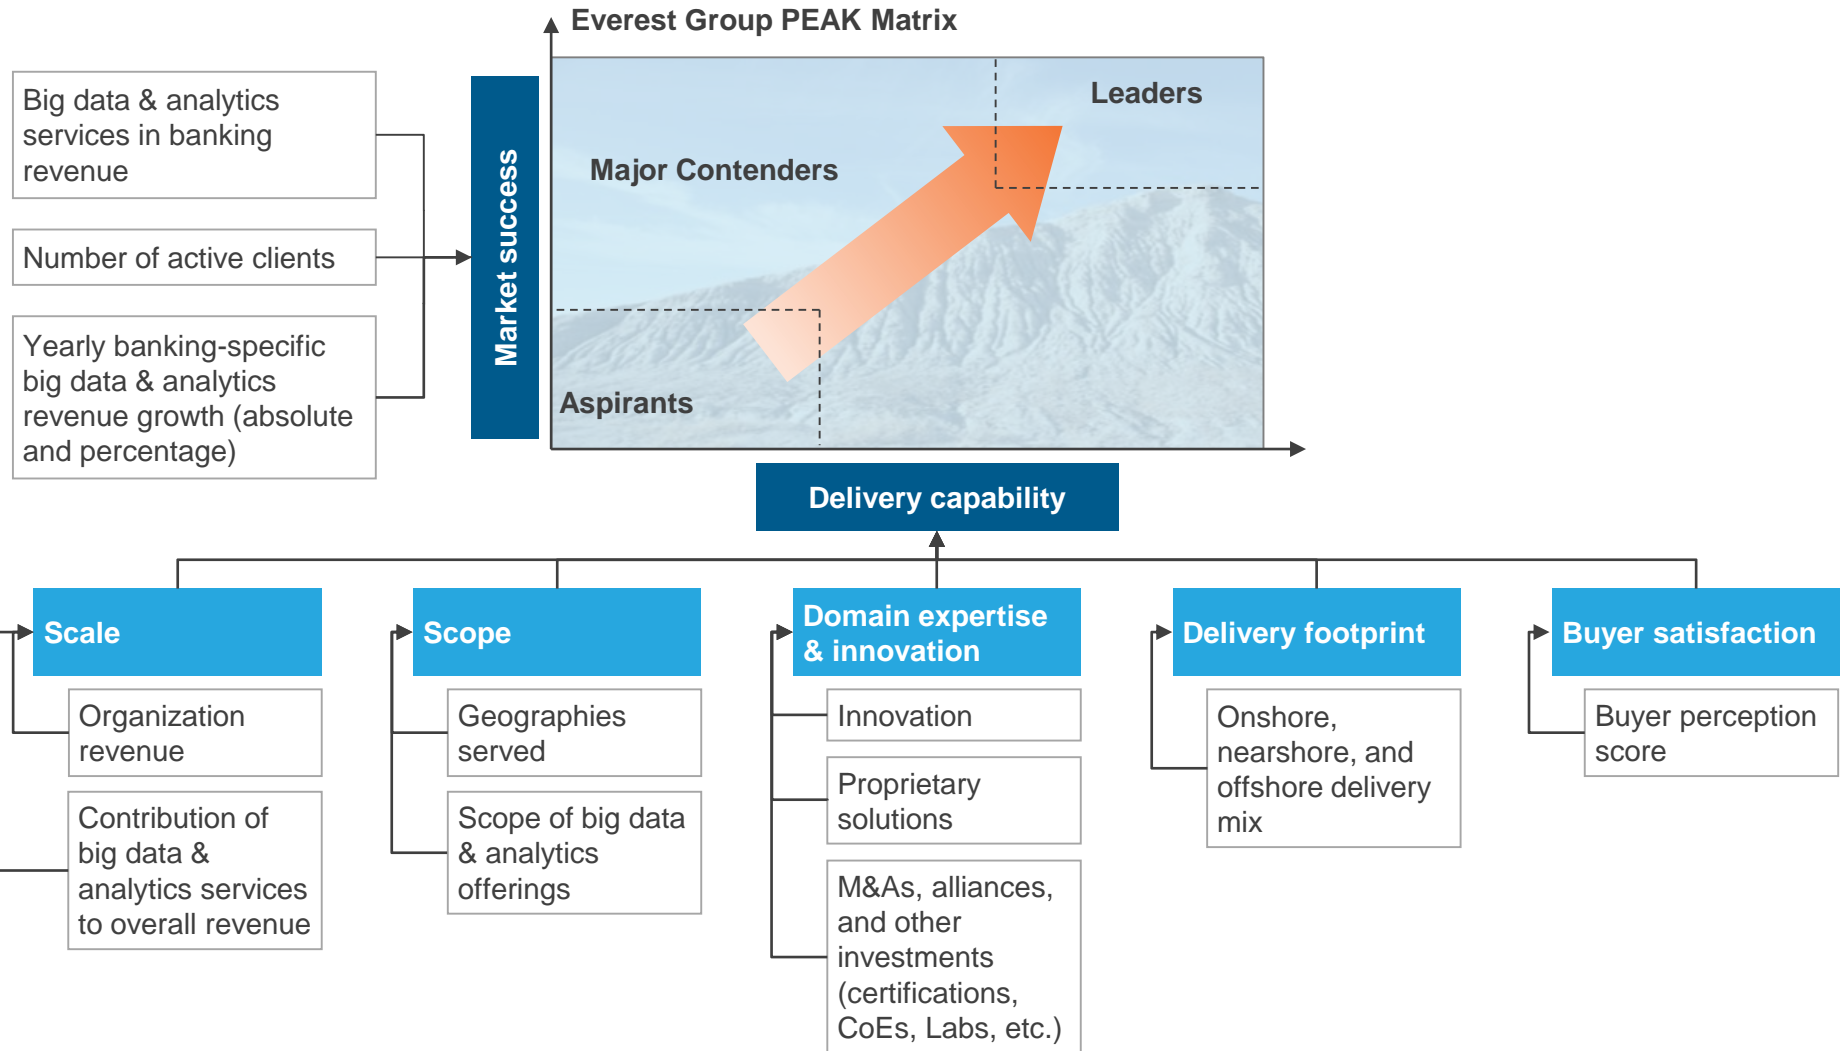 Everest Group PEAK Matrix
Big data & analytics
services in banking
revenue
Number of active clients
Yearly banking-specific
big data & analytics
revenue growth (absolute
and percentage)
Market success
Leaders
Major Contenders
Aspirants
Delivery capability
Scale
Organization
revenue
Contribution of
big data &
analytics services
to overall revenue
Scope
Geographies
served
Scope of big data
& analytics
offerings
Domain expertise
& innovation
Innovation
Proprietary
solutions
M&As, alliances,
and other
investments
(certifications,
CoEs, Labs, etc.)
Delivery footprint
Onshore,
nearshore, and
offshore delivery
mix
Buyer satisfaction
Buyer perception
score